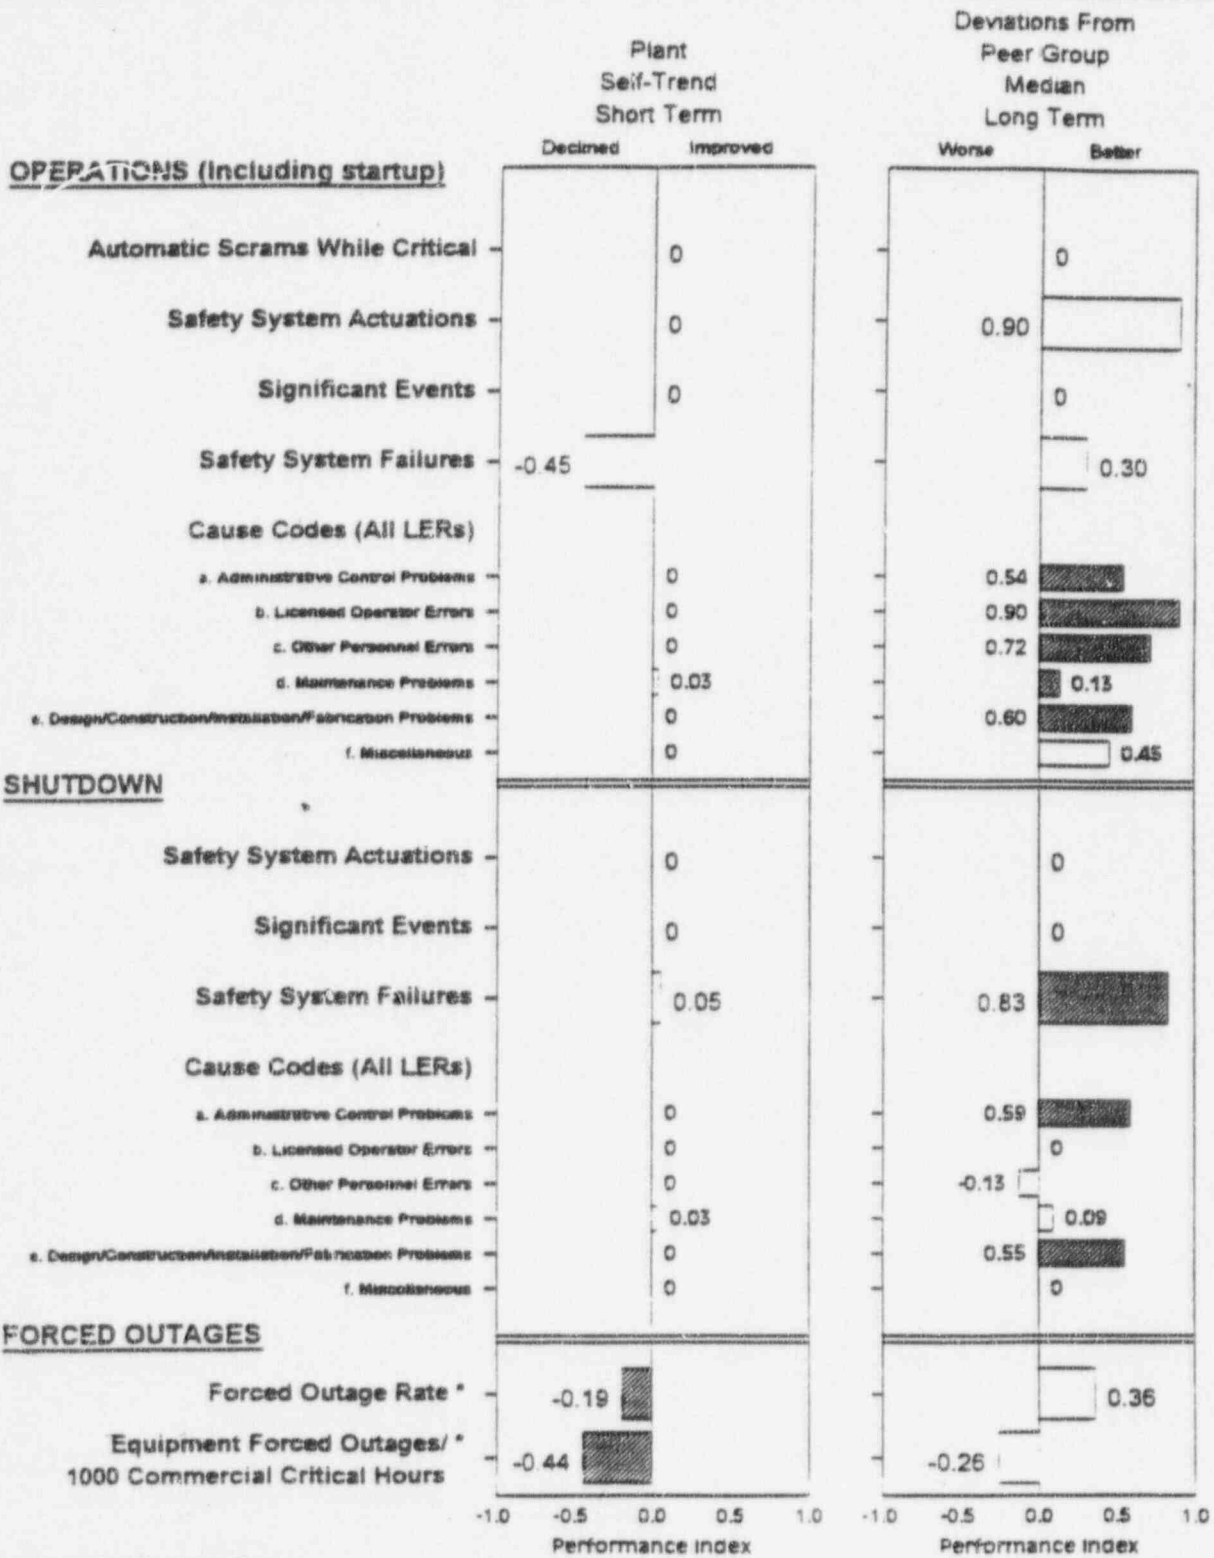 Plant
Self-Trend
Short Term
Deviations From
Peer Group
Median
Long Term
Declined Improved
Worse Better
OPERATIONS (Including startup)
Automatic Scrams While Critical 0 0
Safety System Actuations 0 0.90
Significant Events 0 0
Safety System Failures -0.45 0.30
Cause Codes (All LERs)
a. Administrative Control Problems 0 0.54
b. Licensed Operator Errors 0 0.90
c. Other Personnel Errors 0 0.72
d. Maintenance Problems 0.03 0.13
e. Design/Construction/Installation/Fabrication Problems 0 0.60
f. Miscellaneous 0 0.45
SHUTDOWN
Safety System Actuations 0 0
Significant Events 0 0
Safety System Failures 0.05 0.83
Cause Codes (All LERs)
a. Administrative Control Problems 0 0.59
b. Licensed Operator Errors 0 0
c. Other Personnel Errors 0 -0.13
d. Maintenance Problems 0.03 0.09
e. Design/Construction/Installation/Fabrication Problems 0 0.55
f. Miscellaneous 0 0
FORCED OUTAGES
Forced Outage Rate * -0.19 0.36
Equipment Forced Outages/ *
1000 Commercial Critical Hours -0.44 -0.26
-1.0 -0.5 0.0 0.5 1.0 -1.0 -0.5 0.0 0.5 1.0
Performance Index Performance Index